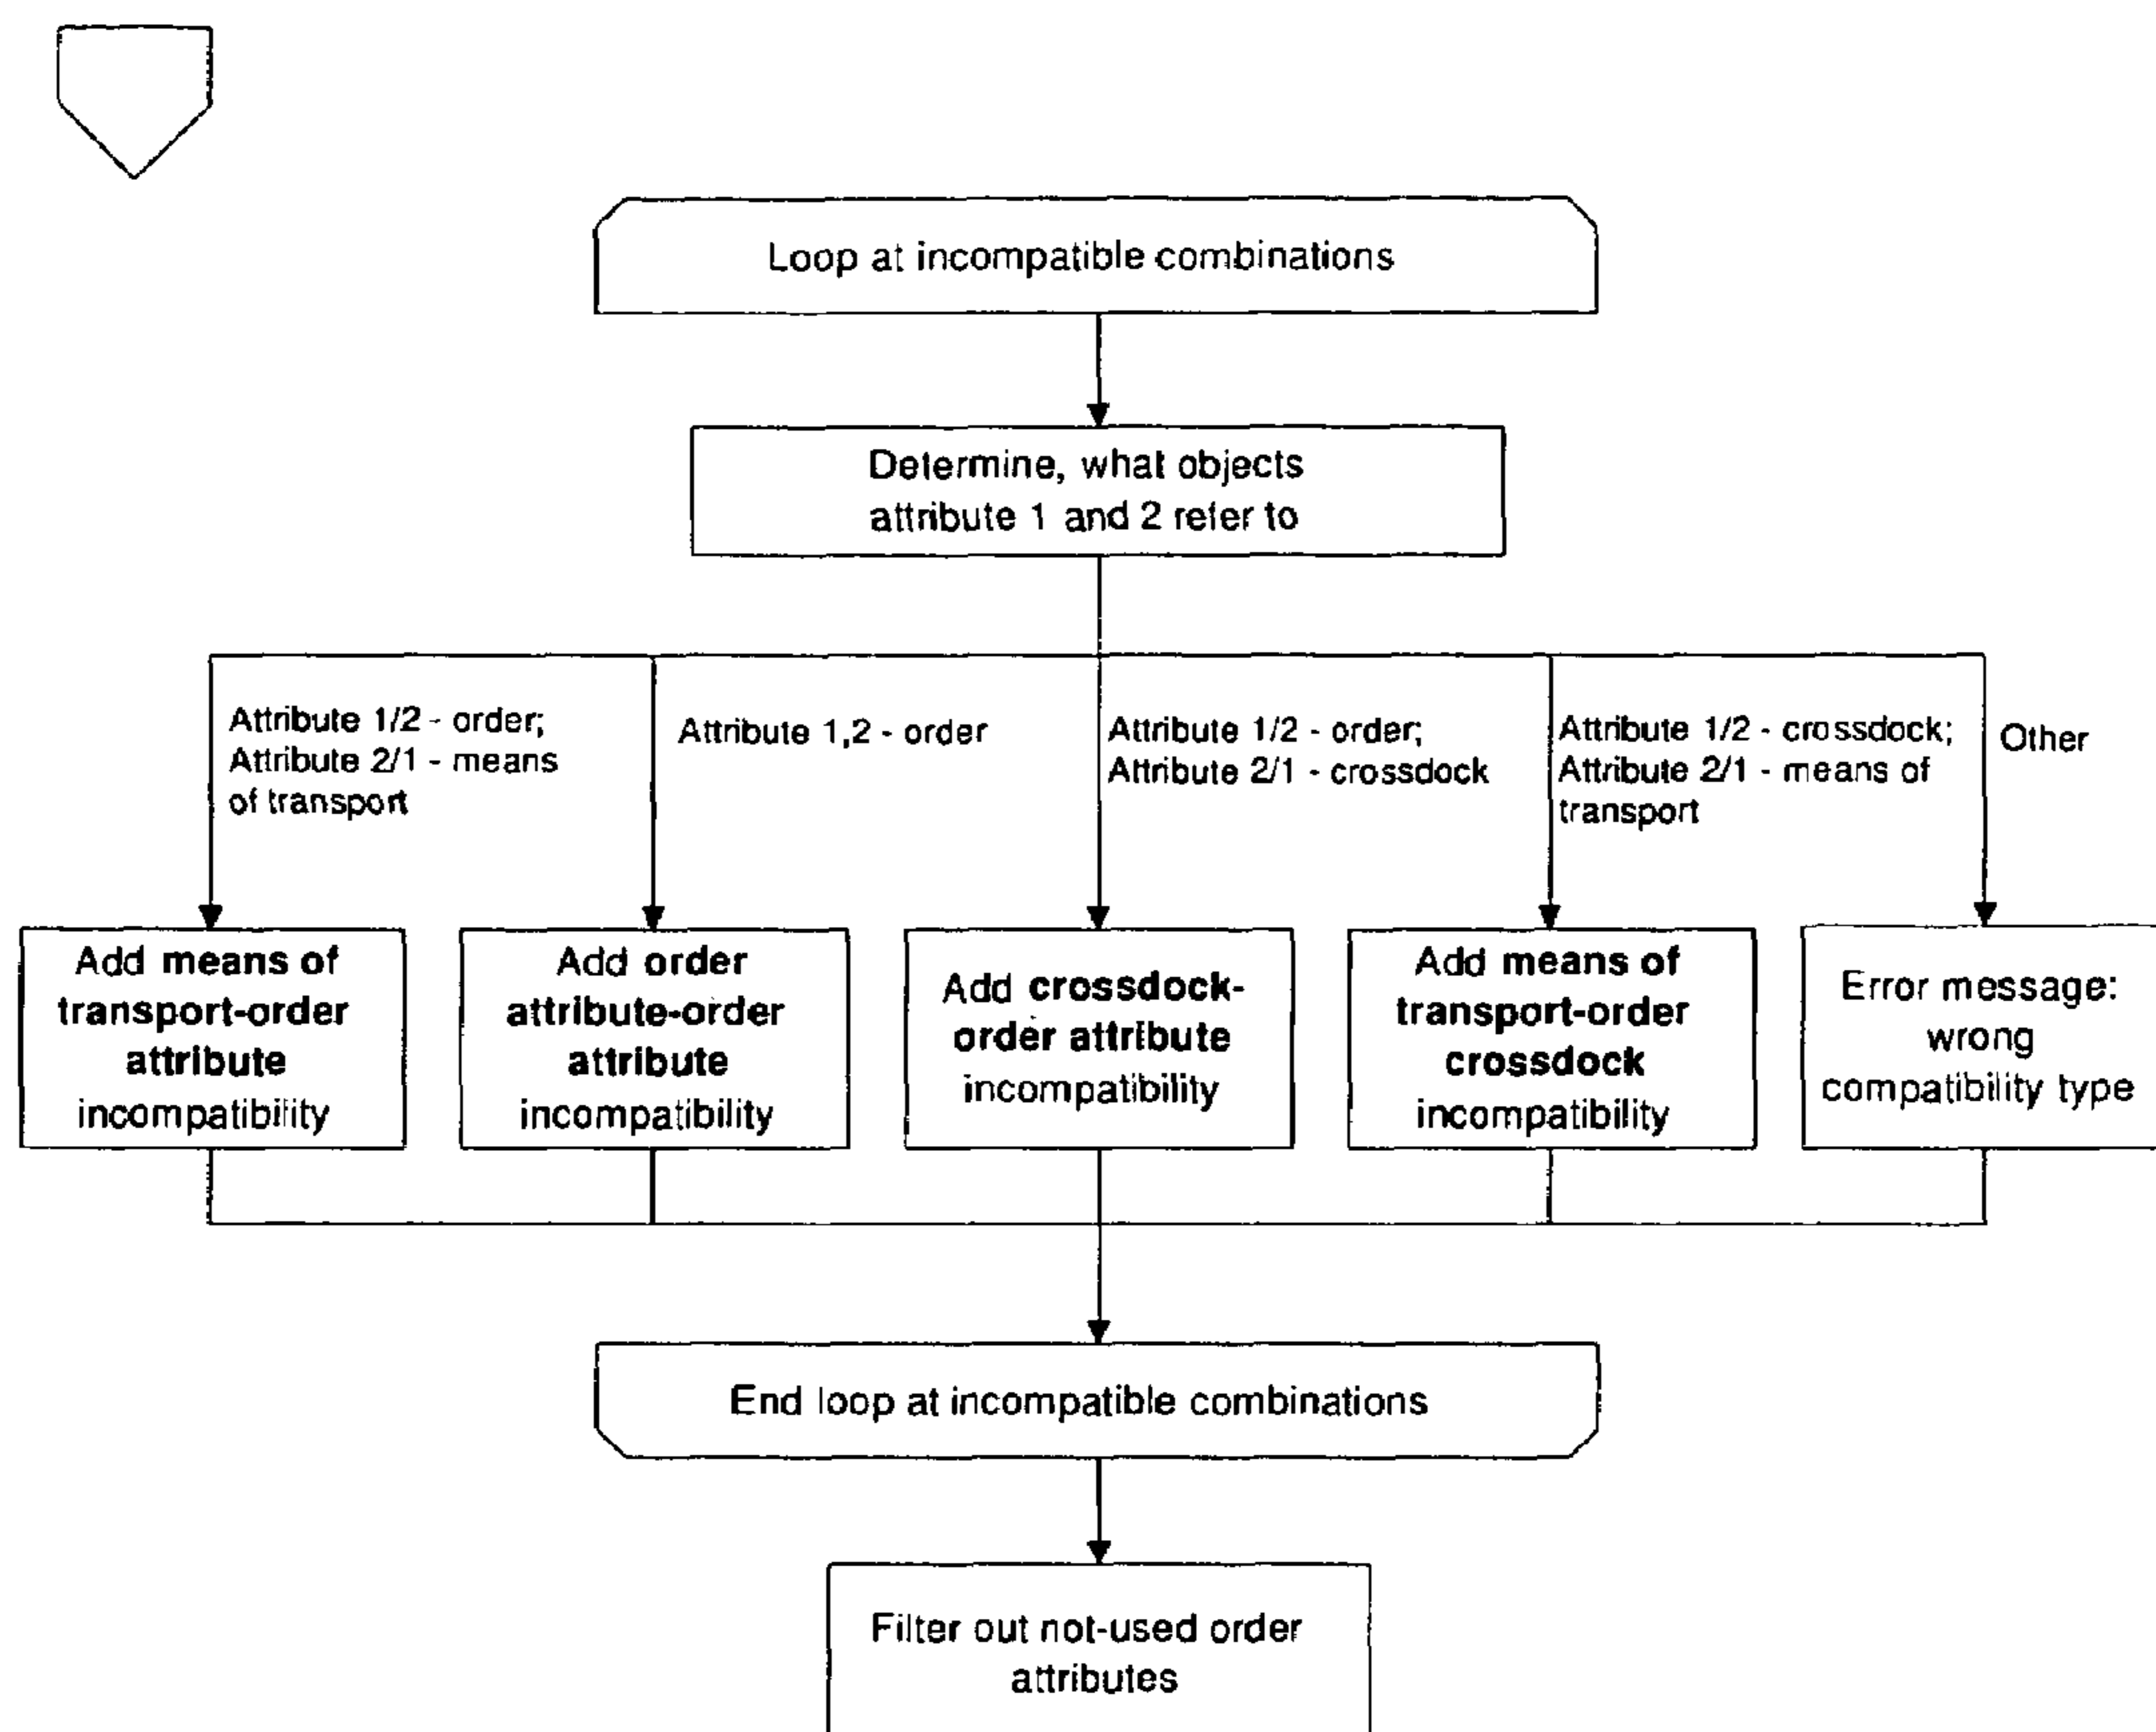 Loop at incompatible combinations
Determine, what objects
attribute 1 and 2 refer to
Attribute 1/2 - order;
Attribute 2/1 - means
of transport
Attribute 1,2 - order
Attribute 1/2 - order;
Attribute 2/1 - crossdock
Attribute 1/2 - crossdock;
Attribute 2/1 - means of
transport
Other
Add means of
transport-order
attribute
incompatibility
Add order
attribute-order
attribute
incompatibility
Add crossdock-
order attribute
incompatibility
Add means of
transport-order
crossdock
incompatibility
Error message:
wrong
compatibility type
End loop at incompatible combinations
Filter out not-used order
attributes